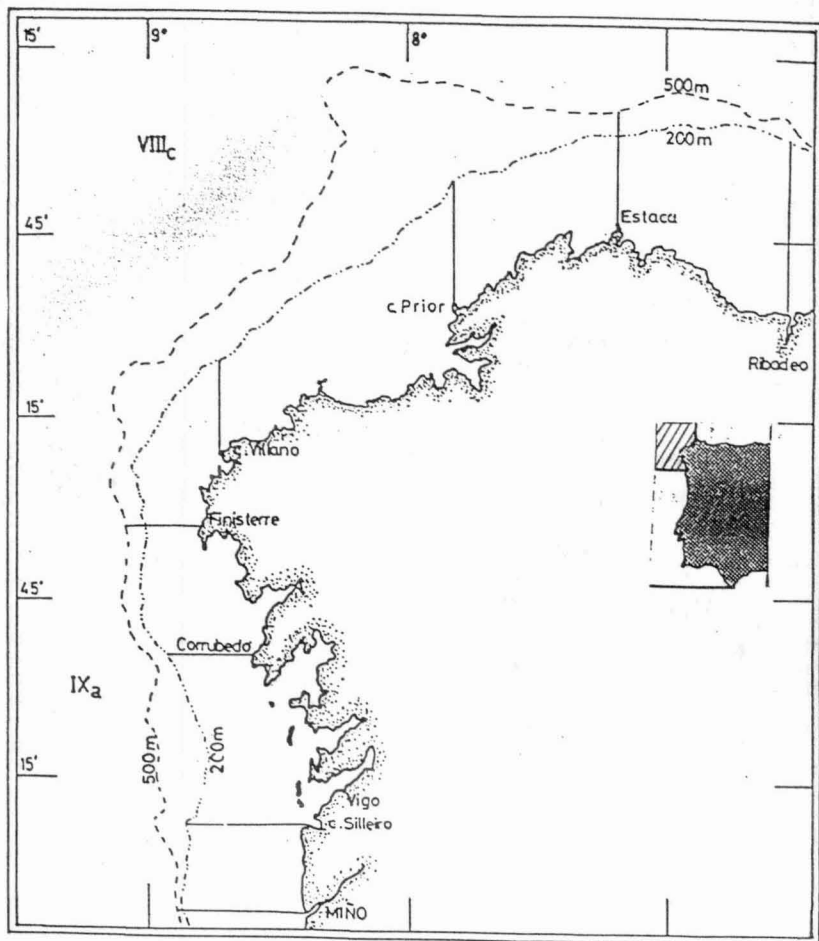 15'
9°
8°
500m
VIIIc
200m
45'
Estaca
c. Prior
Ribadeo
15'
c. Villano
Finisterre
45'
Corrubedo
IXa
500m
200m
15'
Vigo
c. Silleiro
MIÑO